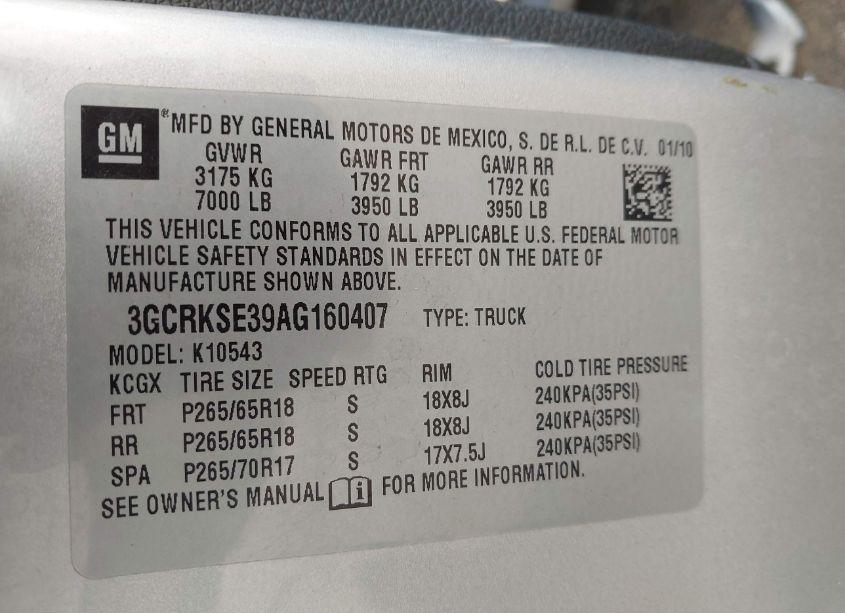 GM ® MFD BY GENERAL MOTORS DE MEXICO, S. DE R.L. DE C.V. 01/10
GVWR GAWR FRT GAWR RR
3175 KG 1792 KG 1792 KG
7000 LB 3950 LB 3950 LB
THIS VEHICLE CONFORMS TO ALL APPLICABLE U.S. FEDERAL MOTOR
VEHICLE SAFETY STANDARDS IN EFFECT ON THE DATE OF
MANUFACTURE SHOWN ABOVE.
3GCRKSE39AG160407 TYPE: TRUCK
MODEL: K10543
KCGX TIRE SIZE SPEED RTG RIM COLD TIRE PRESSURE
FRT P265/65R18 S 18X8J 240KPA(35PSI)
RR P265/65R18 S 18X8J 240KPA(35PSI)
SPA P265/70R17 S 17X7.5J 240KPA(35PSI)
SEE OWNER'S MANUAL i FOR MORE INFORMATION.